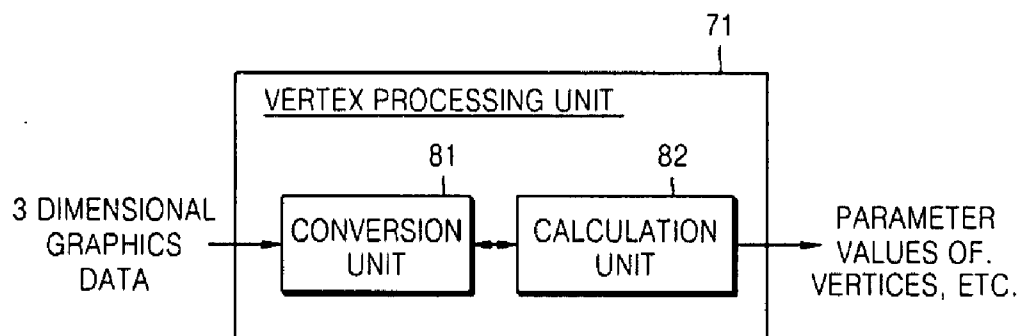 71
VERTEX PROCESSING UNIT
81
82
3 DIMENSIONAL
GRAPHICS
DATA
CONVERSION
UNIT
CALCULATION
UNIT
PARAMETER
VALUES OF.
VERTICES, ETC.